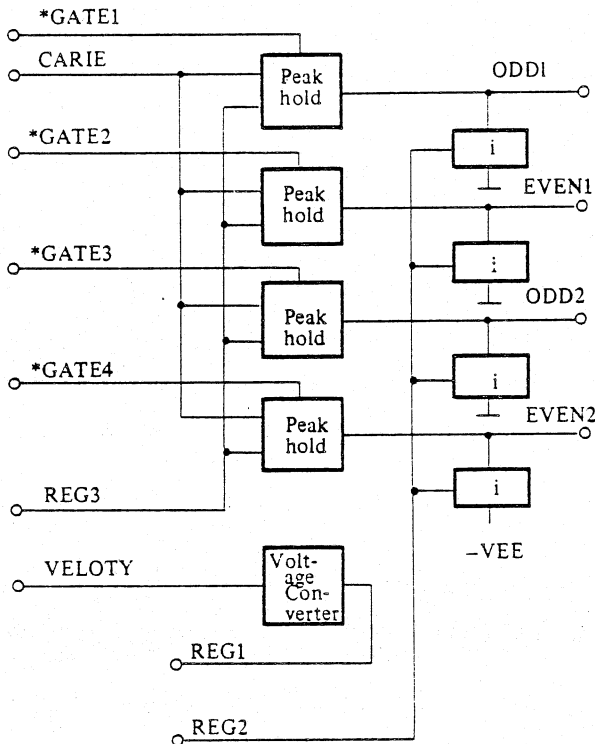 *GATE1
CARIE
Peak
hold
ODD1
i
*GATE2
Peak
hold
EVEN1
i
*GATE3
Peak
hold
ODD2
i
*GATE4
Peak
hold
EVEN2
i
REG3
-VEE
VELOTY
Volt-
age
Con-
verter
REG1
REG2